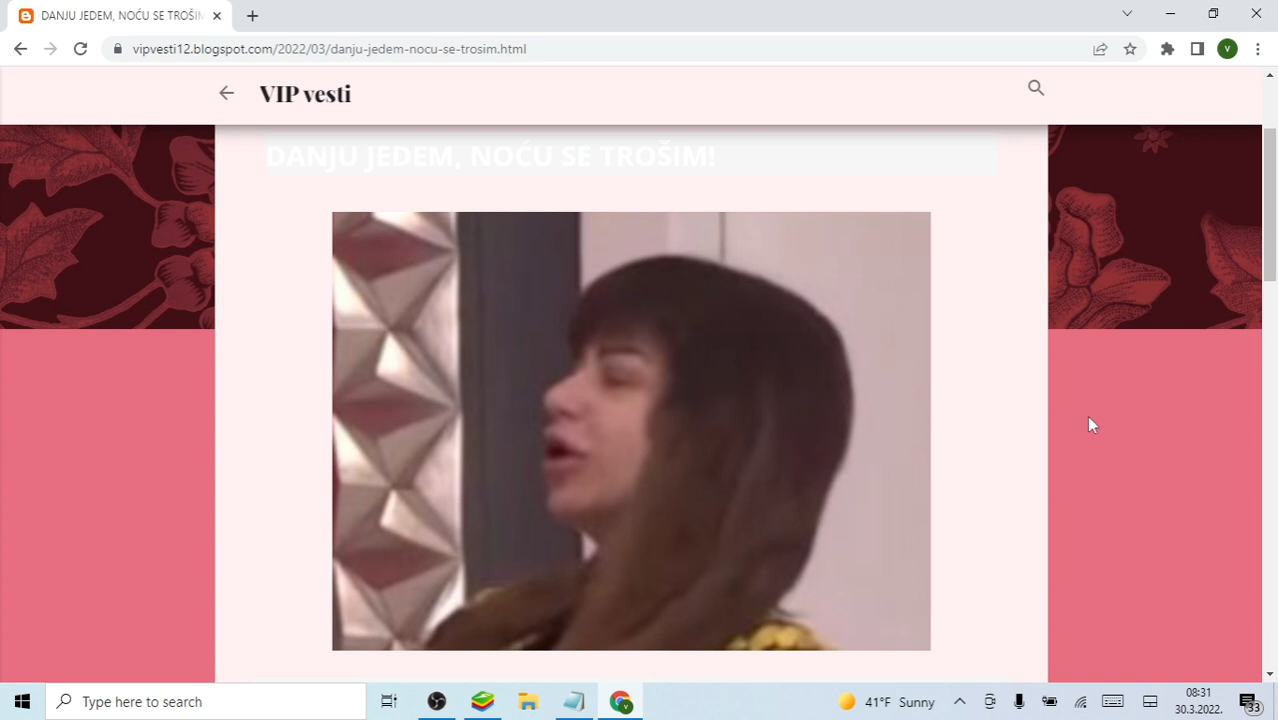 DANJU JEDEM, NOĆU SE TROŠIM
vipvesti12.blogspot.com/2022/03/danju-jedem-nocu-se-trosim.html
V
VIP vesti
DANJU JEDEM, NOĆU SE TROŠIM!
Type here to search
41°F Sunny
08:31
30.3.2022.
33